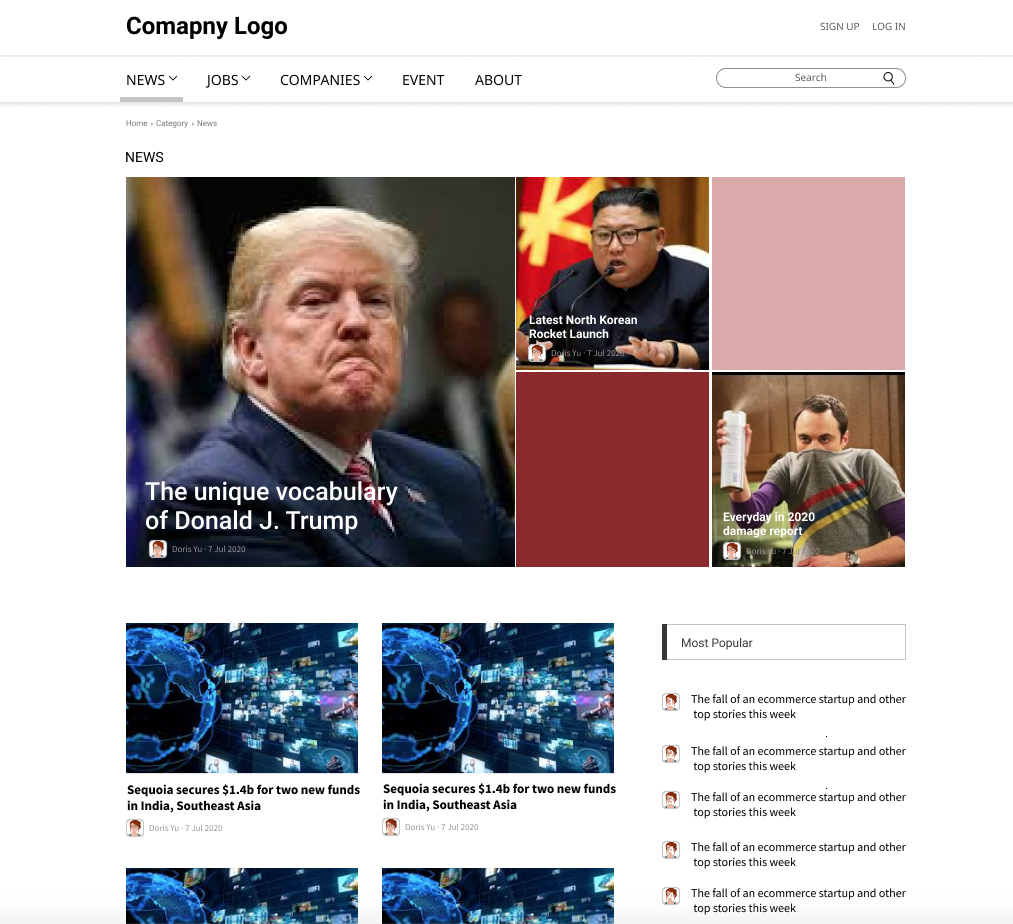 Comapny Logo
SIGN UP LOG IN
NEWS JOBS COMPANIES EVENT ABOUT
Search
Home › Category › News
NEWS
The unique vocabulary
of Donald J. Trump
Doris Yu · 7 Jul 2020
Latest North Korean
Rocket Launch
Doris Yu · 7 Jul 2020
Everyday in 2020
damage report
Doris Yu · 7 Jul 2020
Sequoia secures $1.4b for two new funds
in India, Southeast Asia
Doris Yu · 7 Jul 2020
Sequoia secures $1.4b for two new funds
in India, Southeast Asia
Doris Yu · 7 Jul 2020
Most Popular
The fall of an ecommerce startup and other
top stories this week
The fall of an ecommerce startup and other
top stories this week
The fall of an ecommerce startup and other
top stories this week
The fall of an ecommerce startup and other
top stories this week
The fall of an ecommerce startup and other
top stories this week